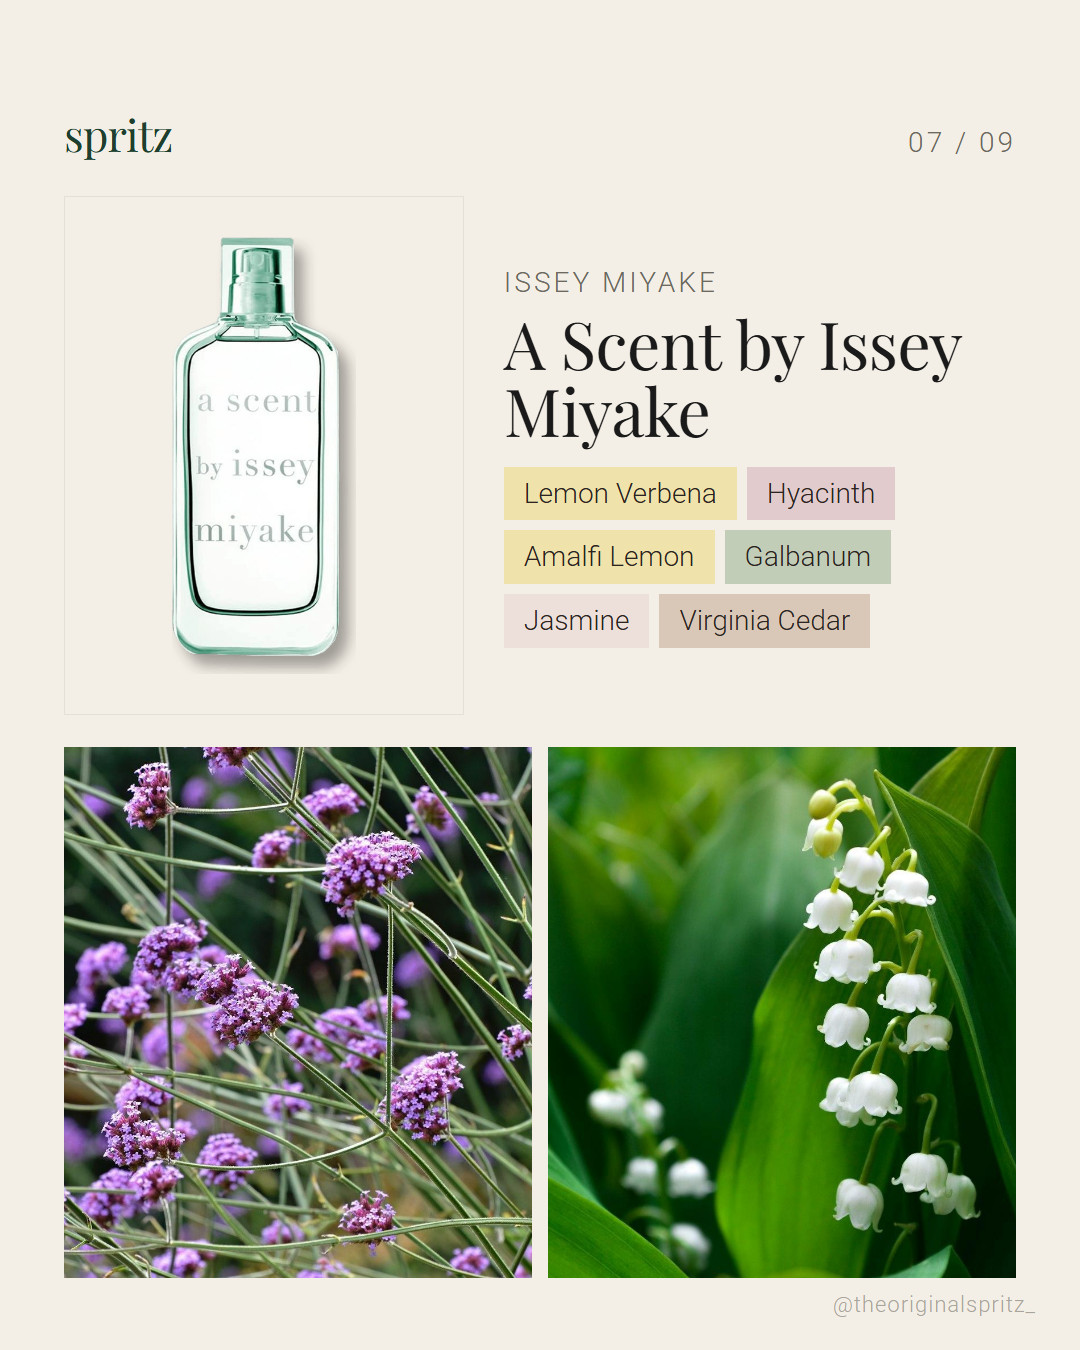 spritz
07 / 09
a scent
by issey
miyake
ISSEY MIYAKE
A Scent by Issey
Miyake
Lemon Verbena
Hyacinth
Amalfi Lemon
Galbanum
Jasmine
Virginia Cedar
@theoriginalspritz_